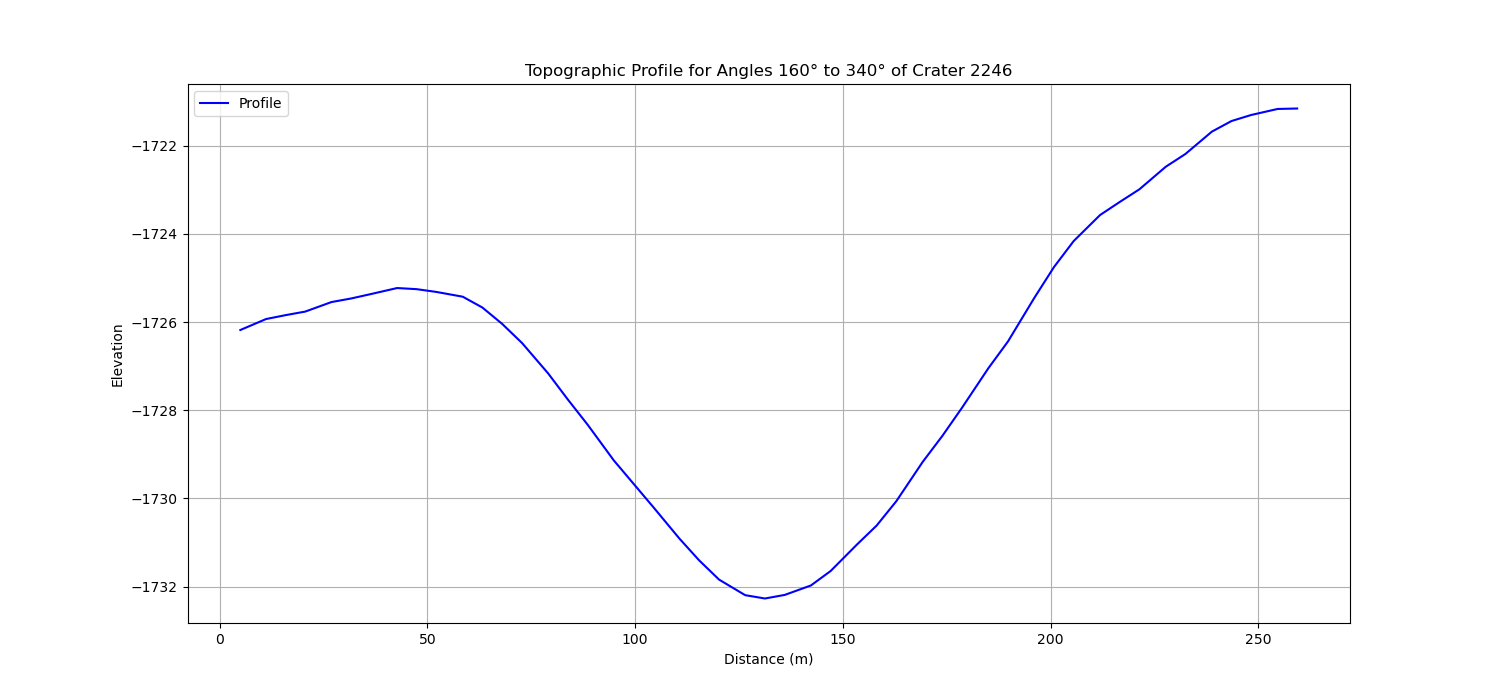 Topographic Profile for Angles 160° to 340° of Crater 2246
Profile
−1722
−1724
−1726
−1728
−1730
−1732
Elevation
0 50 100 150 200 250
Distance (m)